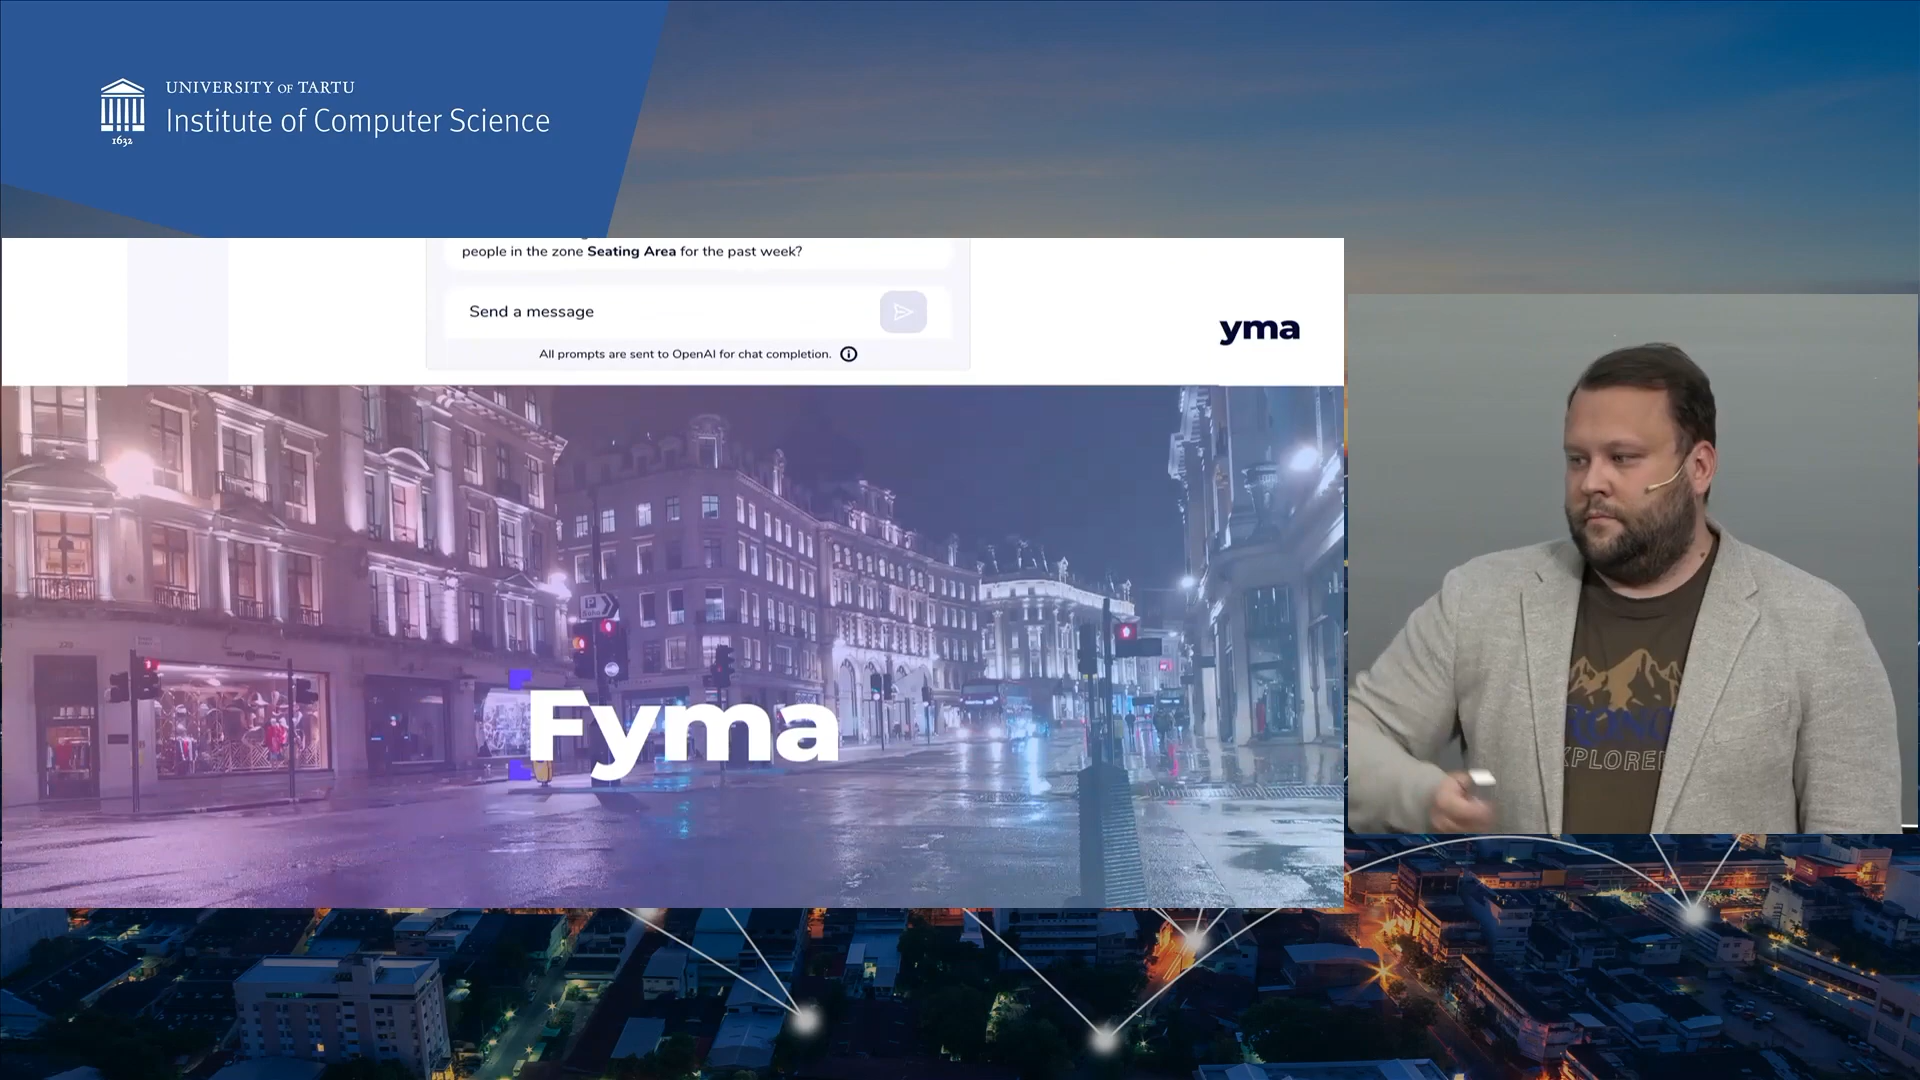 UNIVERSITY OF TARTU
Institute of Computer Science
1632
people in the zone Seating Area for the past week?
Send a message
All prompts are sent to OpenAI for chat completion.
yma
Fyma